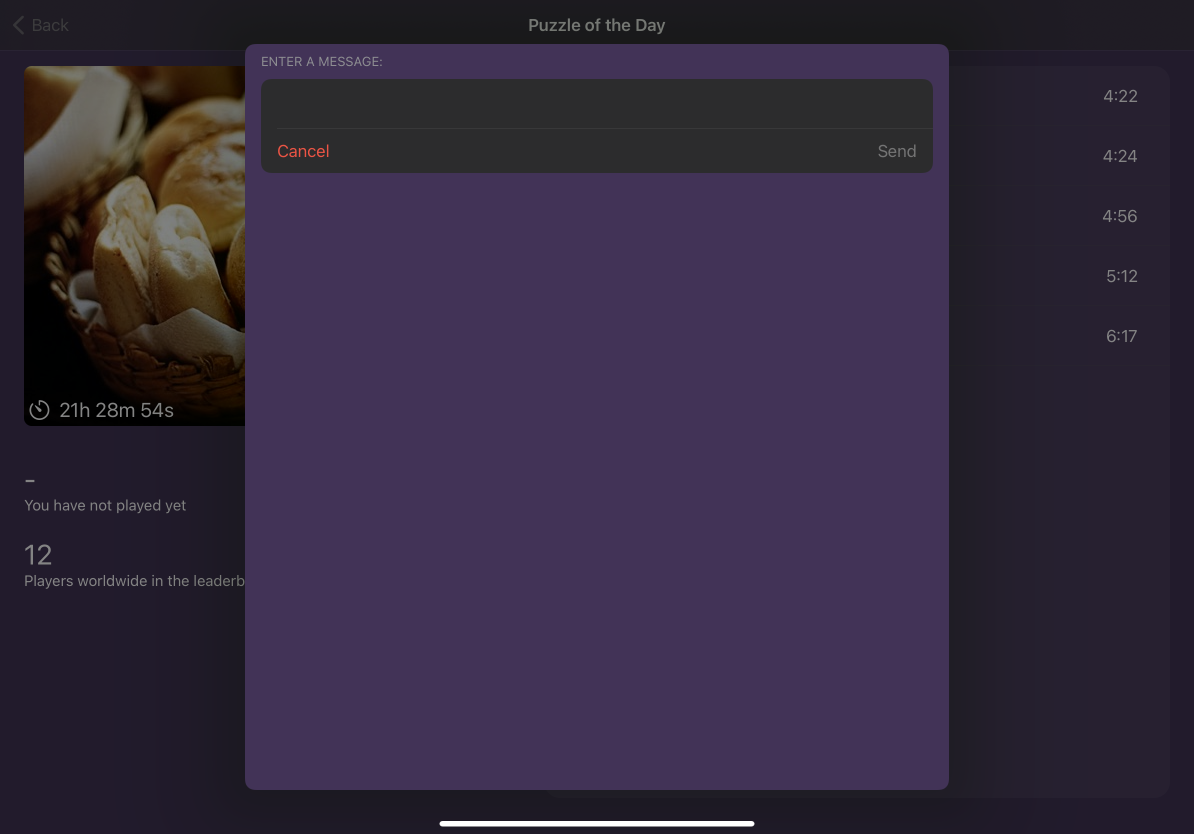 Back
Puzzle of the Day
ENTER A MESSAGE:
Cancel
Send
4:22
4:24
4:56
5:12
6:17
21h 28m 54s
-
You have not played yet
12
Players worldwide in the leaderb